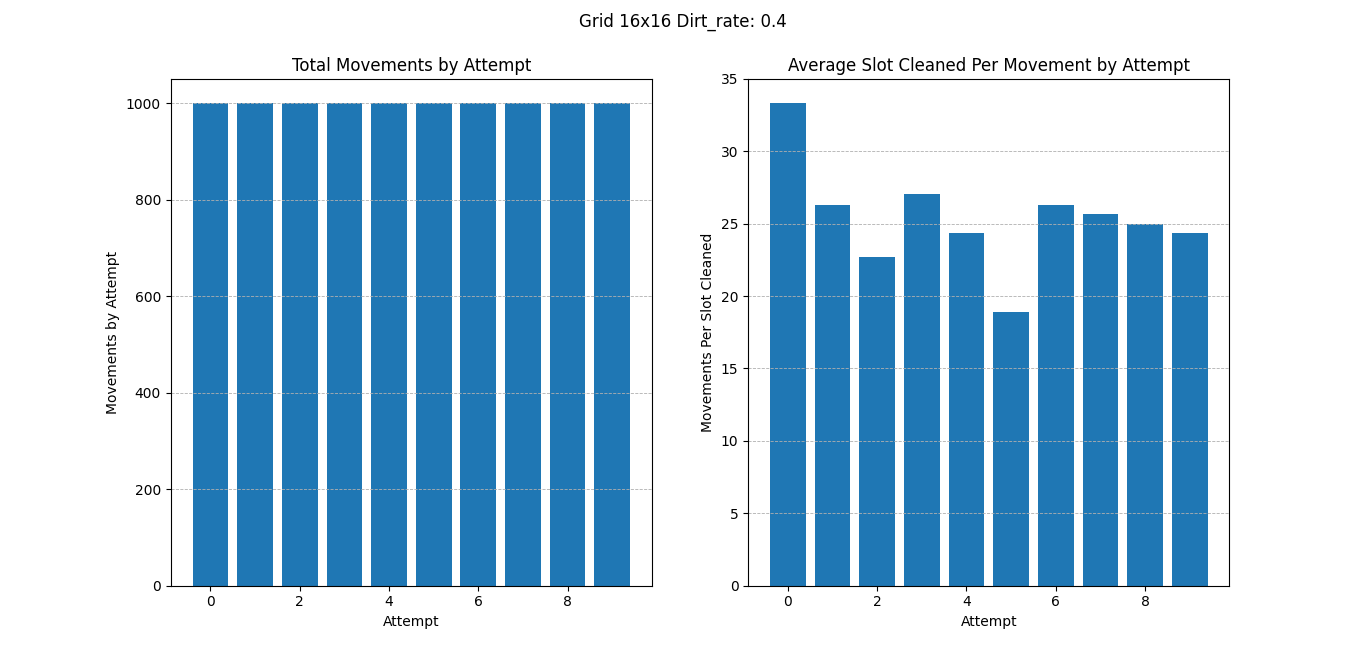 Grid 16x16 Dirt_rate: 0.4
Total Movements by Attempt
Movements by Attempt
1000
800
600
400
200
0
0 2 4 6 8
Attempt
Average Slot Cleaned Per Movement by Attempt
Movements Per Slot Cleaned
35
30
25
20
15
10
5
0
0 2 4 6 8
Attempt